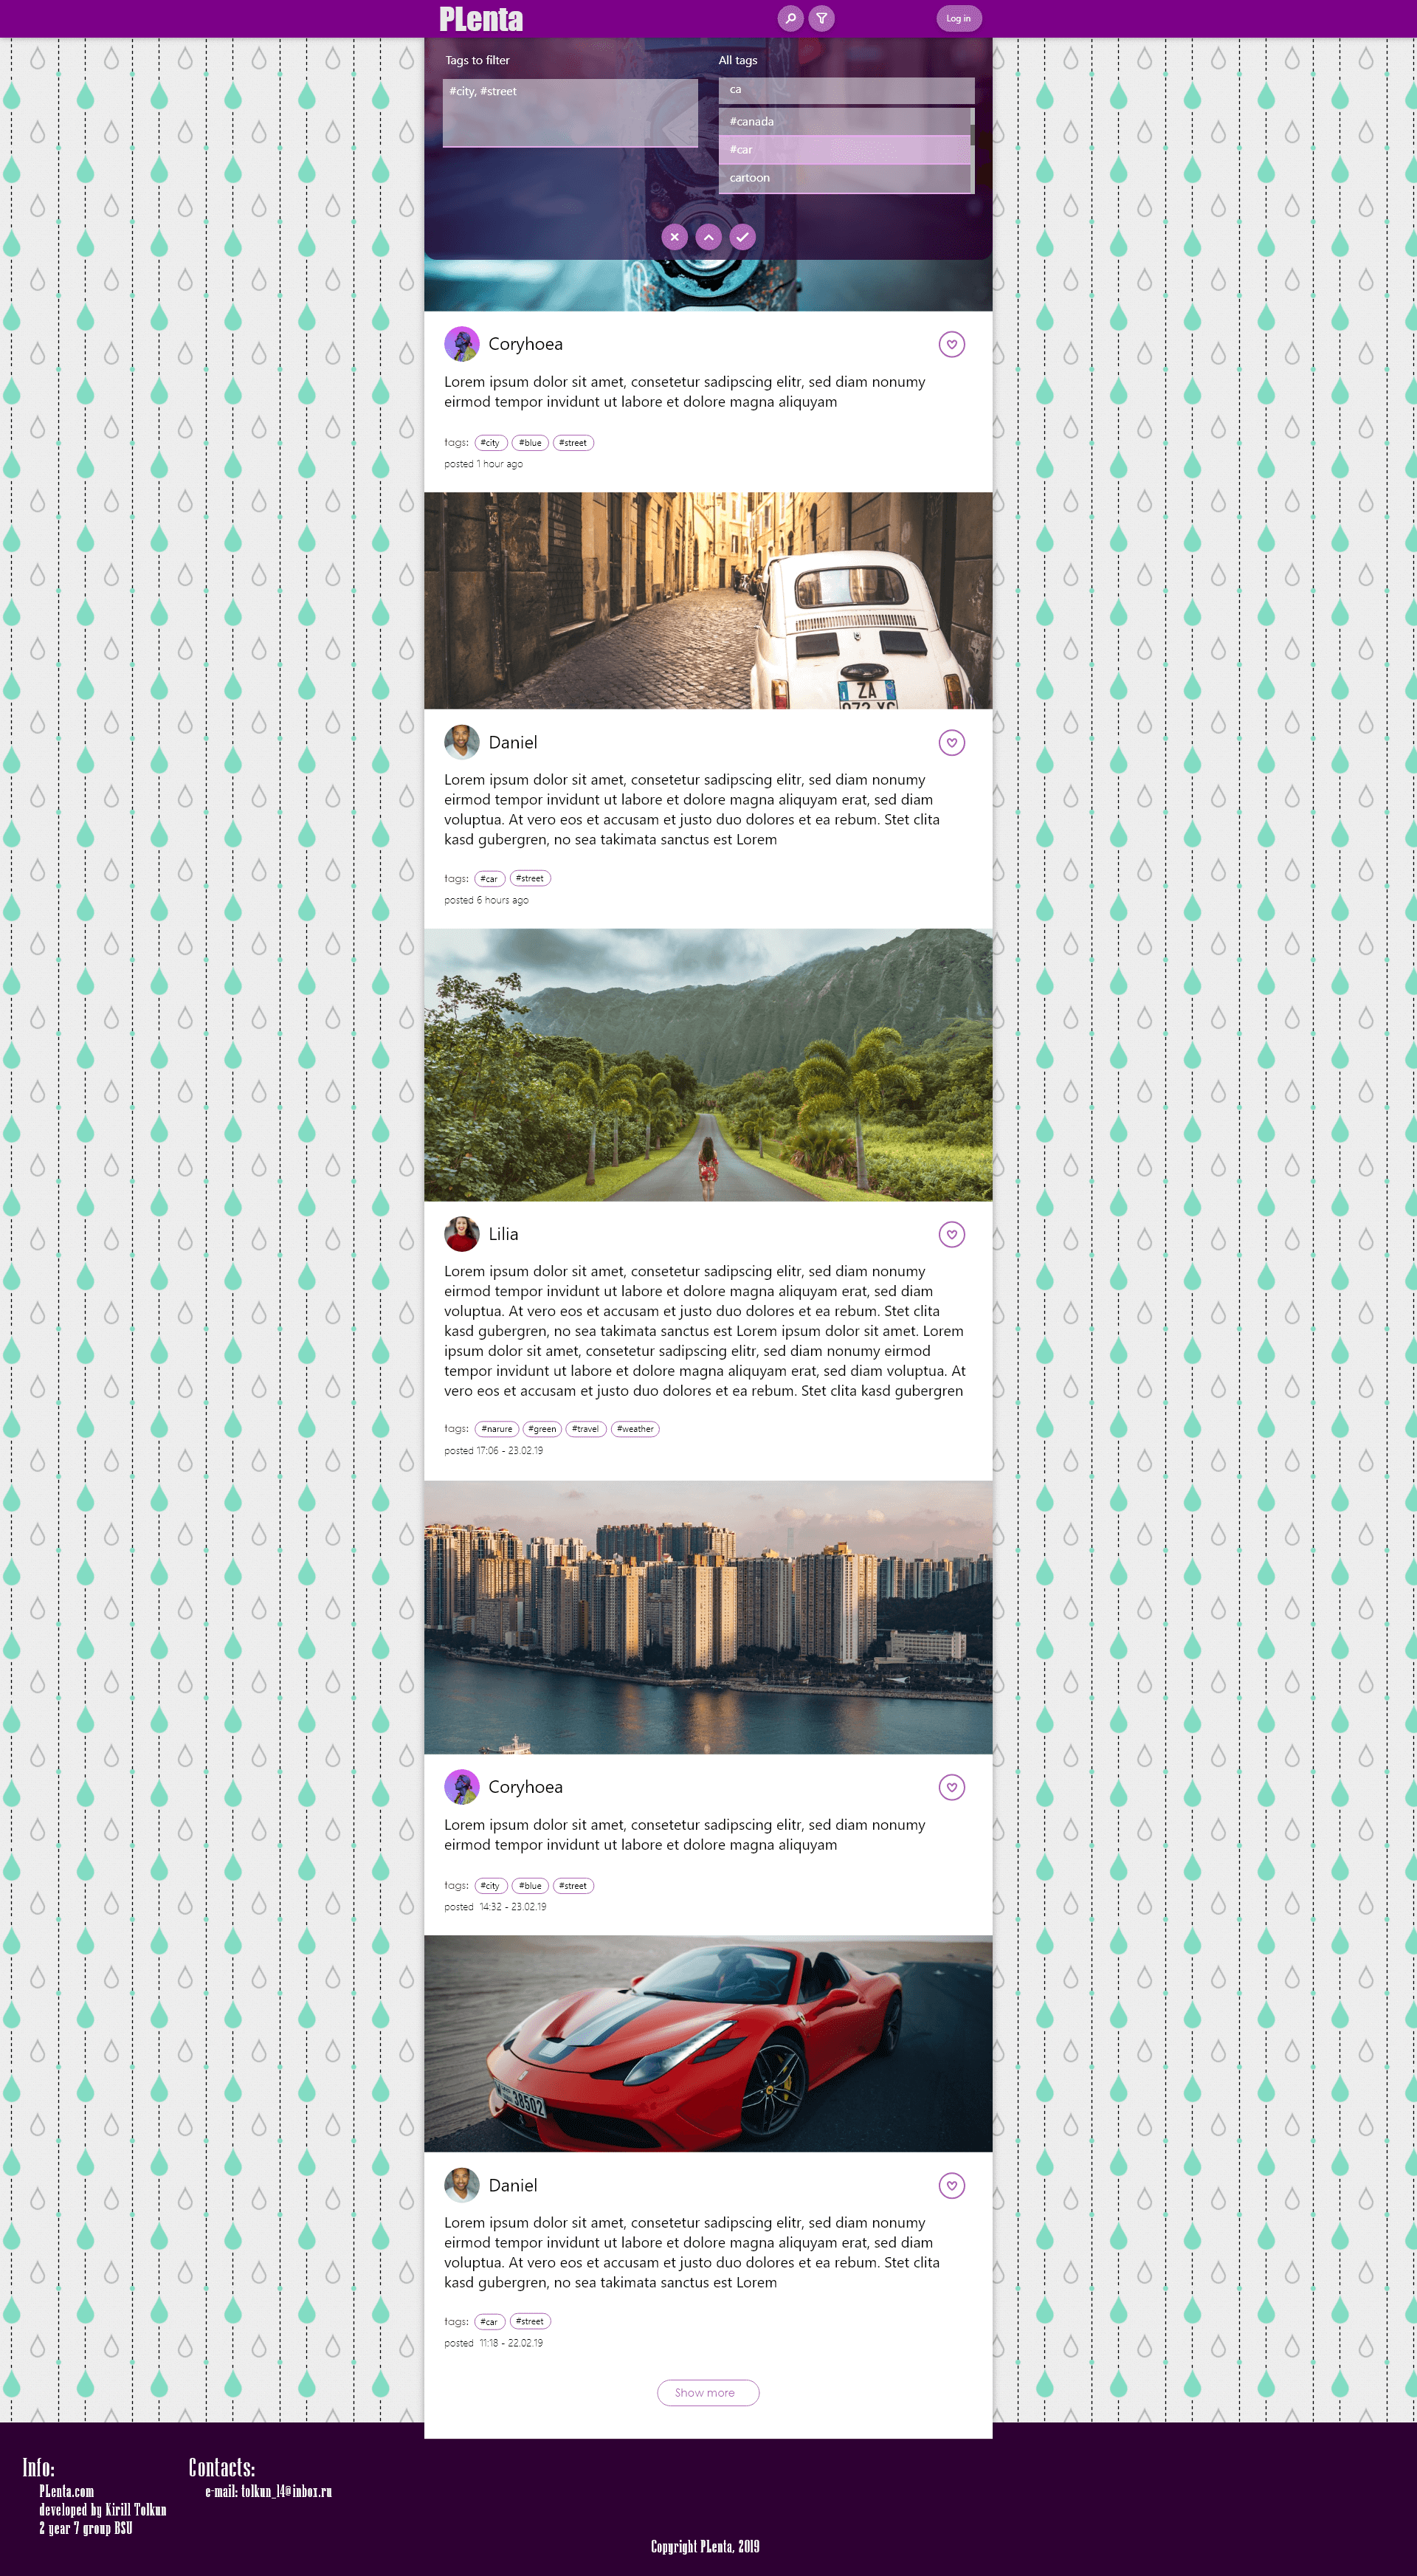 PLenta
Log in
Tags to filter
#city, #street
All tags
ca
#canada
#car
cartoon
Coryhoea
Lorem ipsum dolor sit amet, consetetur sadipscing elitr, sed diam nonumy
eirmod tempor invidunt ut labore et dolore magna aliquyam
tags: #city #blue #street
posted 1 hour ago
ZA
Daniel
Lorem ipsum dolor sit amet, consetetur sadipscing elitr, sed diam nonumy
eirmod tempor invidunt ut labore et dolore magna aliquyam erat, sed diam
voluptua. At vero eos et accusam et justo duo dolores et ea rebum. Stet clita
kasd gubergren, no sea takimata sanctus est Lorem
tags: #car #street
posted 6 hours ago
Lilia
Lorem ipsum dolor sit amet, consetetur sadipscing elitr, sed diam nonumy
eirmod tempor invidunt ut labore et dolore magna aliquyam erat, sed diam
voluptua. At vero eos et accusam et justo duo dolores et ea rebum. Stet clita
kasd gubergren, no sea takimata sanctus est Lorem ipsum dolor sit amet. Lorem
ipsum dolor sit amet, consetetur sadipscing elitr, sed diam nonumy eirmod
tempor invidunt ut labore et dolore magna aliquyam erat, sed diam voluptua. At
vero eos et accusam et justo duo dolores et ea rebum. Stet clita kasd gubergren
tags: #narure #green #travel #weather
posted 17:06 - 23.02.19
Coryhoea
Lorem ipsum dolor sit amet, consetetur sadipscing elitr, sed diam nonumy
eirmod tempor invidunt ut labore et dolore magna aliquyam
tags: #city #blue #street
posted 14:32 - 23.02.19
38502
Daniel
Lorem ipsum dolor sit amet, consetetur sadipscing elitr, sed diam nonumy
eirmod tempor invidunt ut labore et dolore magna aliquyam erat, sed diam
voluptua. At vero eos et accusam et justo duo dolores et ea rebum. Stet clita
kasd gubergren, no sea takimata sanctus est Lorem
tags: #car #street
posted 11:18 - 22.02.19
Show more
Info:
PLenta.com
developed by Kirill Tolkun
2 year 7 group BSU
Contacts:
e-mail: tolkun_14@inbox.ru
Copyright PLenta, 2019